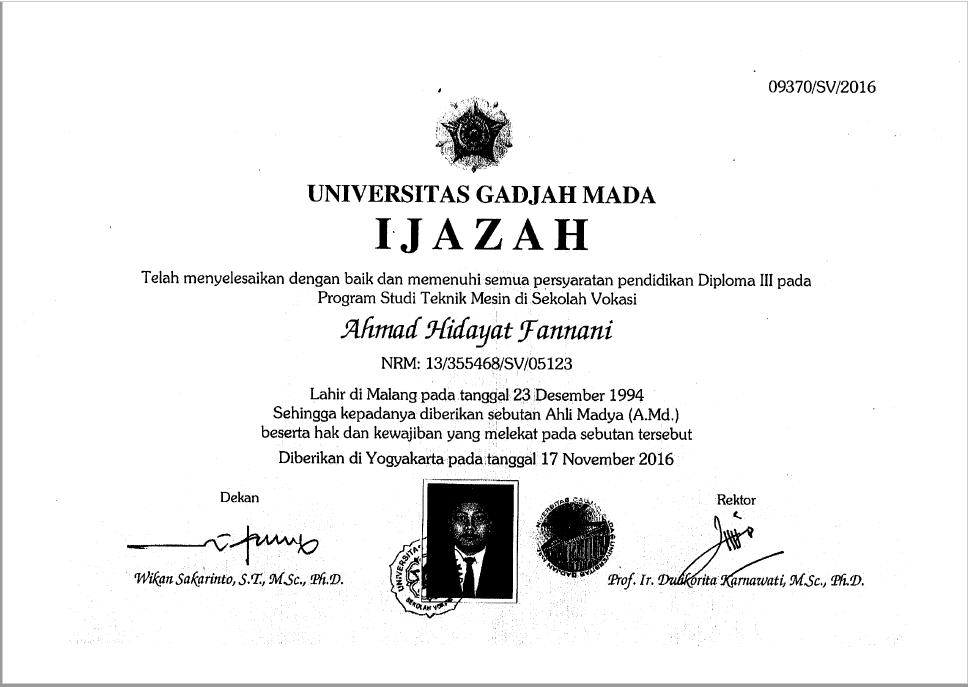 09370/SV/2016
UNIVERSITAS GADJAH MADA
IJAZAH
Telah menyelesaikan dengan baik dan memenuhi semua persyaratan pendidikan Diploma III pada
Program Studi Teknik Mesin di Sekolah Vokasi
Ahmad Hidayat Fannani
NRM: 13/355468/SV/05123
Lahir di Malang pada tanggal 23 Desember 1994
Sehingga kepadanya diberikan sebutan Ahli Madya (A.Md.)
beserta hak dan kewajiban yang melekat pada sebutan tersebut
Diberikan di Yogyakarta pada tanggal 17 November 2016
Dekan
Rektor
Wikan Sakarinto, S.T., M.Sc., Ph.D.
Prof. Ir. Dwikorita Karnawati, M.Sc., Ph.D.
UNIVERSITA
SEKOLAH VOKASI